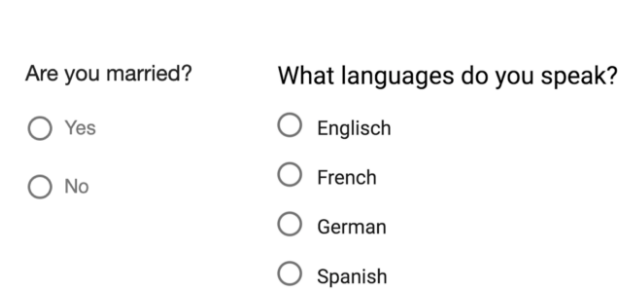 Are you married?
Yes
No
What languages do you speak?
Englisch
French
German
Spanish